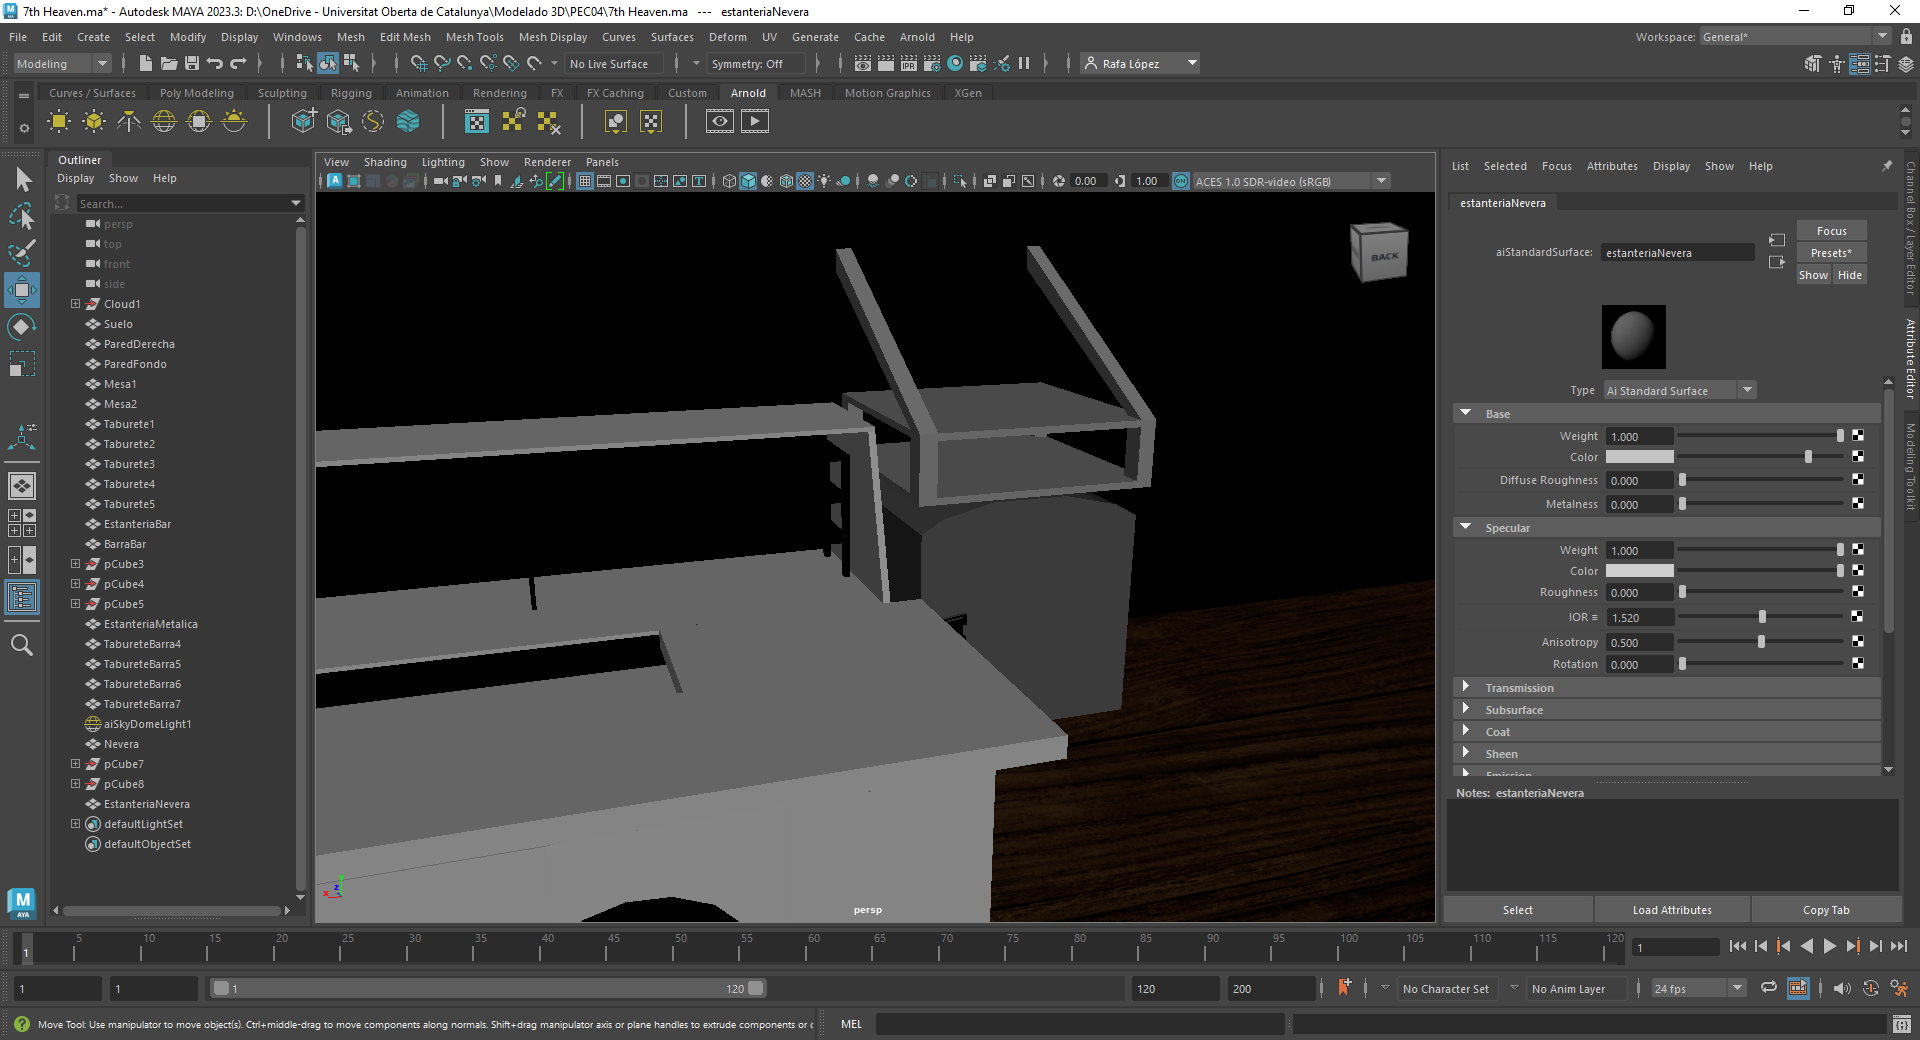 7th Heaven.ma* - Autodesk MAYA 2023.3: D:\OneDrive - Universitat Oberta de Catalunya\Modelado 3D\PEC04\7th Heaven.ma   ---   estanteriaNevera
File Edit Create Select Modify Display Windows Mesh Edit Mesh Mesh Tools Mesh Display Curves Surfaces Deform UV Generate Cache Arnold Help Workspace: General*
Modeling No Live Surface Symmetry: Off Rafa López
Curves / Surfaces Poly Modeling Sculpting Rigging Animation Rendering FX FX Caching Custom Arnold MASH Motion Graphics XGen
Outliner
Display Show Help
Search...
persp
top
front
side
Cloud1
Suelo
ParedDerecha
ParedFondo
Mesa1
Mesa2
Taburete1
Taburete2
Taburete3
Taburete4
Taburete5
EstanteriaBar
BarraBar
pCube3
pCube4
pCube5
EstanteriaMetalica
TabureteBarra4
TabureteBarra5
TabureteBarra6
TabureteBarra7
aiSkyDomeLight1
Nevera
pCube7
pCube8
EstanteriaNevera
defaultLightSet
defaultObjectSet
View Shading Lighting Show Renderer Panels
0.00 1.00 ACES 1.0 SDR-video (sRGB)
BACK
persp
List Selected Focus Attributes Display Show Help
estanteriaNevera
aiStandardSurface: estanteriaNevera
Focus
Presets*
Show Hide
Type Ai Standard Surface
Base
Weight 1.000
Color
Diffuse Roughness 0.000
Metalness 0.000
Specular
Weight 1.000
Color
Roughness 0.000
IOR 1.520
Anisotropy 0.500
Rotation 0.000
Transmission
Subsurface
Coat
Sheen
Emission
Notes: estanteriaNevera
Select Load Attributes Copy Tab
Channel Box / Layer Editor
Attribute Editor
Modeling Toolkit
M
AYA
1 5 10 15 20 25 30 35 40 45 50 55 60 65 70 75 80 85 90 95 100 105 110 115 120 1
1 1 1 120 120 200 No Character Set No Anim Layer 24 fps
Move Tool: Use manipulator to move object(s). Ctrl+middle-drag to move components along normals. Shift+drag manipulator axis or plane handles to extrude components or c MEL